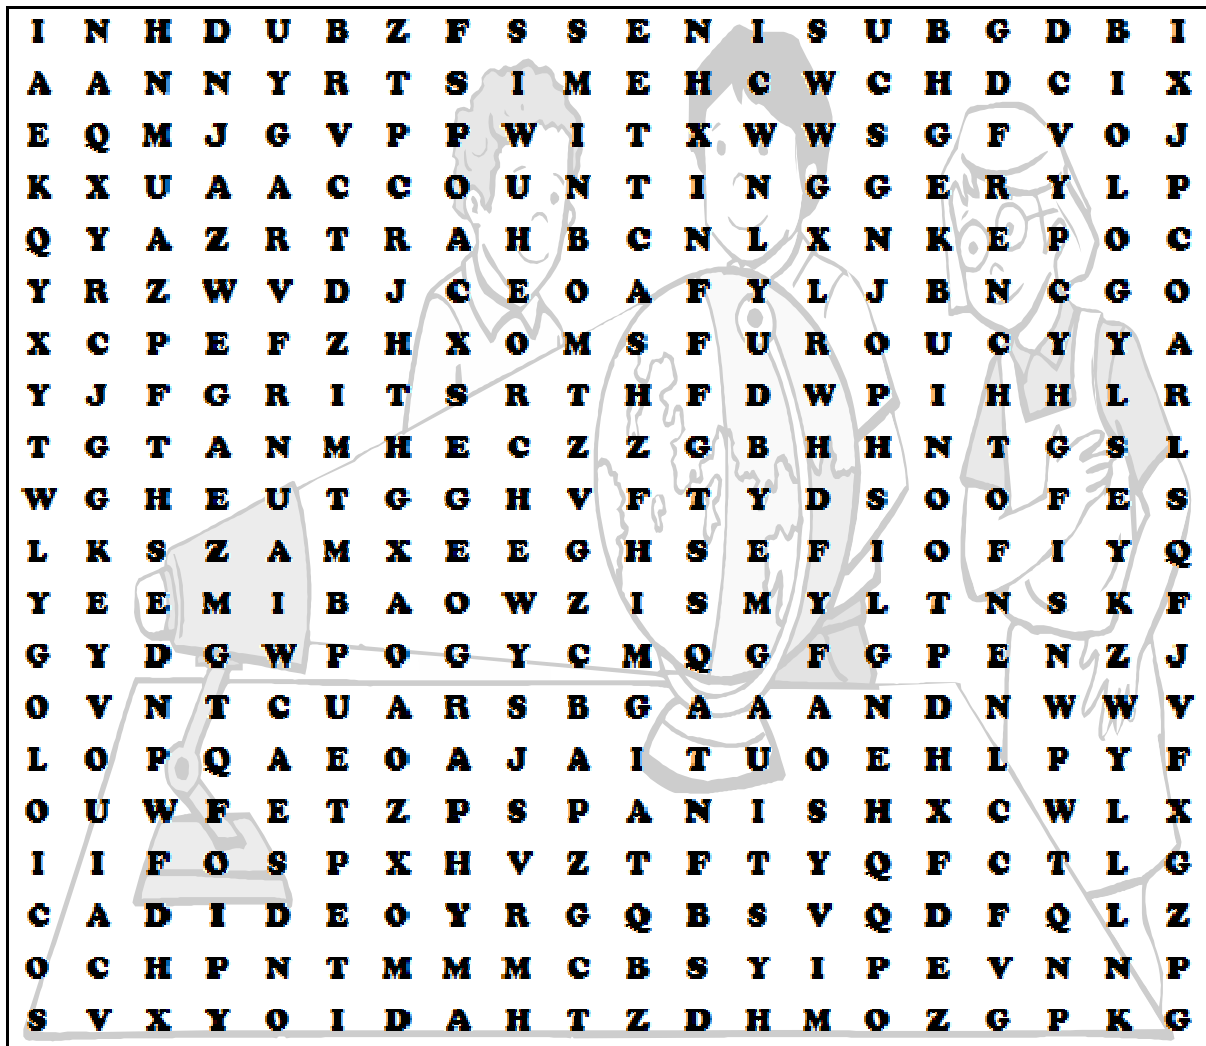 I N H D U B Z F S S E N I S U B G D B I
A A N N Y R T S I M E H C W C H D C I X
E Q M J G V P P W I T X W W S G F V O J
K X U A A C C O U N T I N G G E R Y L P
Q Y A Z R T R A H B C N L X N K E P O C
Y R Z W V D J C E O A F Y L J B N C G O
X C P E F Z H X O M S F U R O U C Y Y A
Y J F G R I T S R T H F D W P I H H L R
T G T A N M H E C Z Z G B H H N T G S L
W G H E U T G G H V F T Y D S O O F E S
L K S Z A M X E E G H S E F I O F I Y Q
Y E E M I B A O W Z I S M Y L T N S K F
G Y D G W P O G Y C M Q G F G P E N Z J
O V N T C U A R S B G A A A N D N W W V
L O P Q A E O A J A I T U O E H L P Y F
O U W F E T Z P S P A N I S H X C W L X
I I F O S P X H V Z T F T Y Q F C T L G
C A D I D E O Y R G Q B S V Q D F Q L Z
O C H P N T M M M C B S Y I P E V N N P
S V X Y O I D A H T Z D H M O Z G P K G